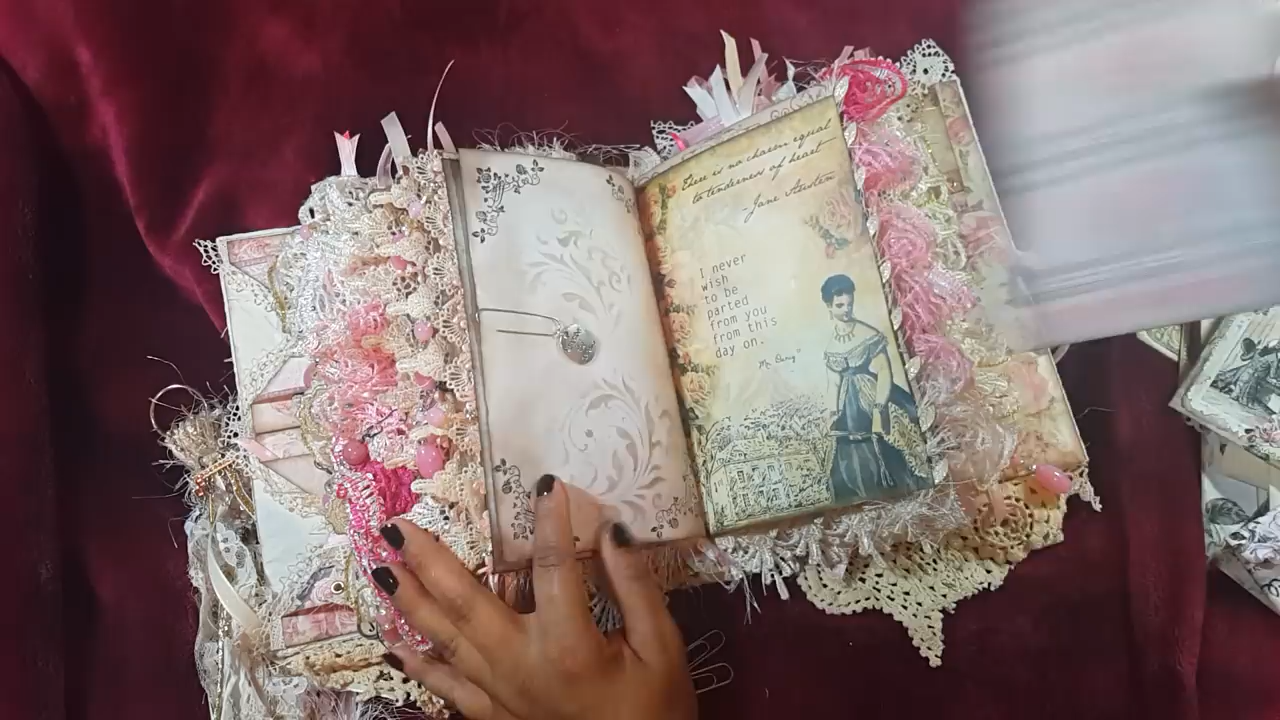 There is no charm equal
to tenderness of heart
-Jane Austen
I never
wish
to be
parted
from you
from this
day on.
Mr. Darcy